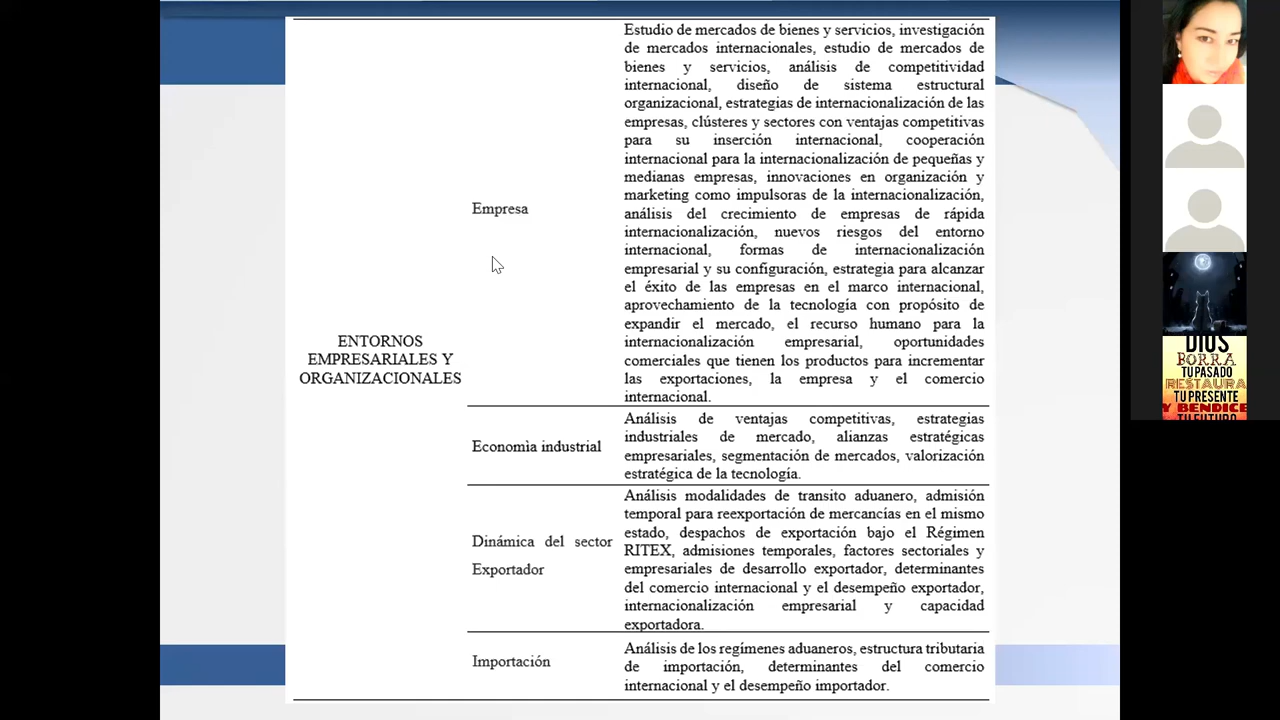 Estudio de mercados de bienes y servicios, investigación
de mercados internacionales, estudio de mercados de
bienes y servicios, análisis de competitividad
internacional, diseño de sistema estructural
organizacional, estrategias de internacionalización de las
empresas, clústeres y sectores con ventajas competitivas
para su inserción internacional, cooperación
internacional para la internacionalización de pequeñas y
medianas empresas, innovaciones en organización y
marketing como impulsoras de la internacionalización,
análisis del crecimiento de empresas de rápida
internacionalización, nuevos riesgos del entorno
internacional, formas de internacionalización
empresarial y su configuración, estrategia para alcanzar
el éxito de las empresas en el marco internacional,
aprovechamiento de la tecnología con propósito de
expandir el mercado, el recurso humano para la
internacionalización empresarial, oportunidades
comerciales que tienen los productos para incrementar
las exportaciones, la empresa y el comercio
internacional.
Empresa
ENTORNOS
EMPRESARIALES Y
ORGANIZACIONALES
Economìa industrial
Análisis de ventajas competitivas, estrategias
industriales de mercado, alianzas estratégicas
empresariales, segmentación de mercados, valorización
estratégica de la tecnología.
Dinámica del sector
Exportador
Análisis modalidades de transito aduanero, admisión
temporal para reexportación de mercancías en el mismo
estado, despachos de exportación bajo el Régimen
RITEX, admisiones temporales, factores sectoriales y
empresariales de desarrollo exportador, determinantes
del comercio internacional y el desempeño exportador,
internacionalización empresarial y capacidad
exportadora.
Importación
Análisis de los regímenes aduaneros, estructura tributaria
de importación, determinantes del comercio
internacional y el desempeño importador.
DIOS
BORRA
TU PASADO
RESTAURA
TU PRESENTE
Y BENDICE
TU FUTURO